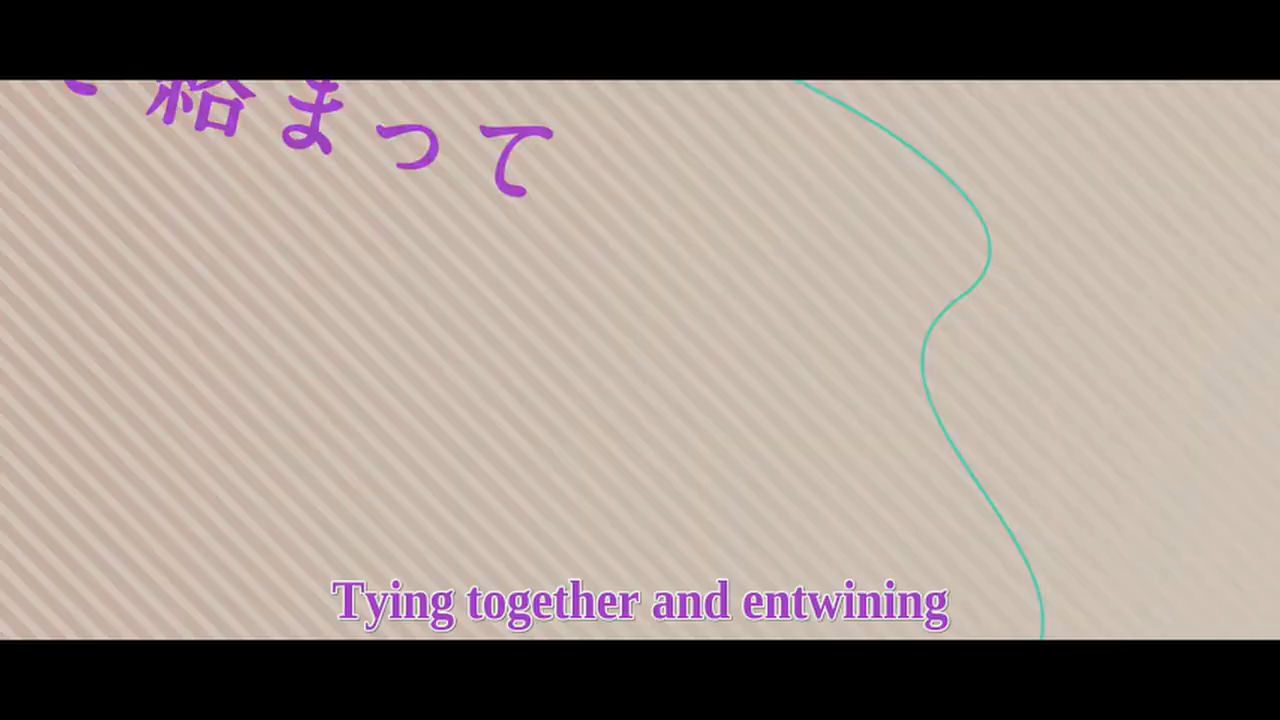 絡まって
Tying together and entwining